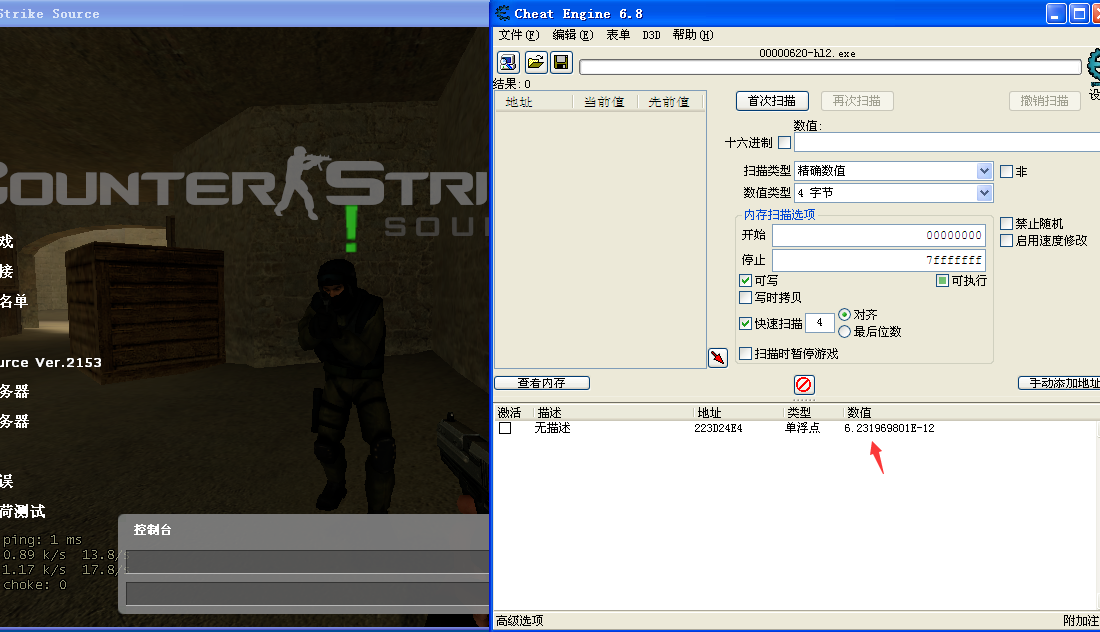 Strike Source
COUNTER STRI
SOU
戏
接
名单
urce Ver.2153
务器
务器
误
荷测试
ping: 1 ms
0.89 k/s 13.8/s
1.17 k/s 17.8/s
choke: 0
控制台
Cheat Engine 6.8
文件(F) 编辑(E) 表单 D3D 帮助(H)
00000620-hl2.exe
结果: 0
地址 当前值 先前值
首次扫描 再次扫描 撤销扫描
设
数值:
十六进制
扫描类型 精确数值 非
数值类型 4 字节
内存扫描选项
开始 00000000
停止 7fffffff
禁止随机
启用速度修改
可写 可执行
写时拷贝
快速扫描 4 对齐
最后位数
扫描时暂停游戏
查看内存 手动添加地址
激活 描述 地址 类型 数值
无描述 223D24E4 单浮点 6.231969801E-12
高级选项 附加注